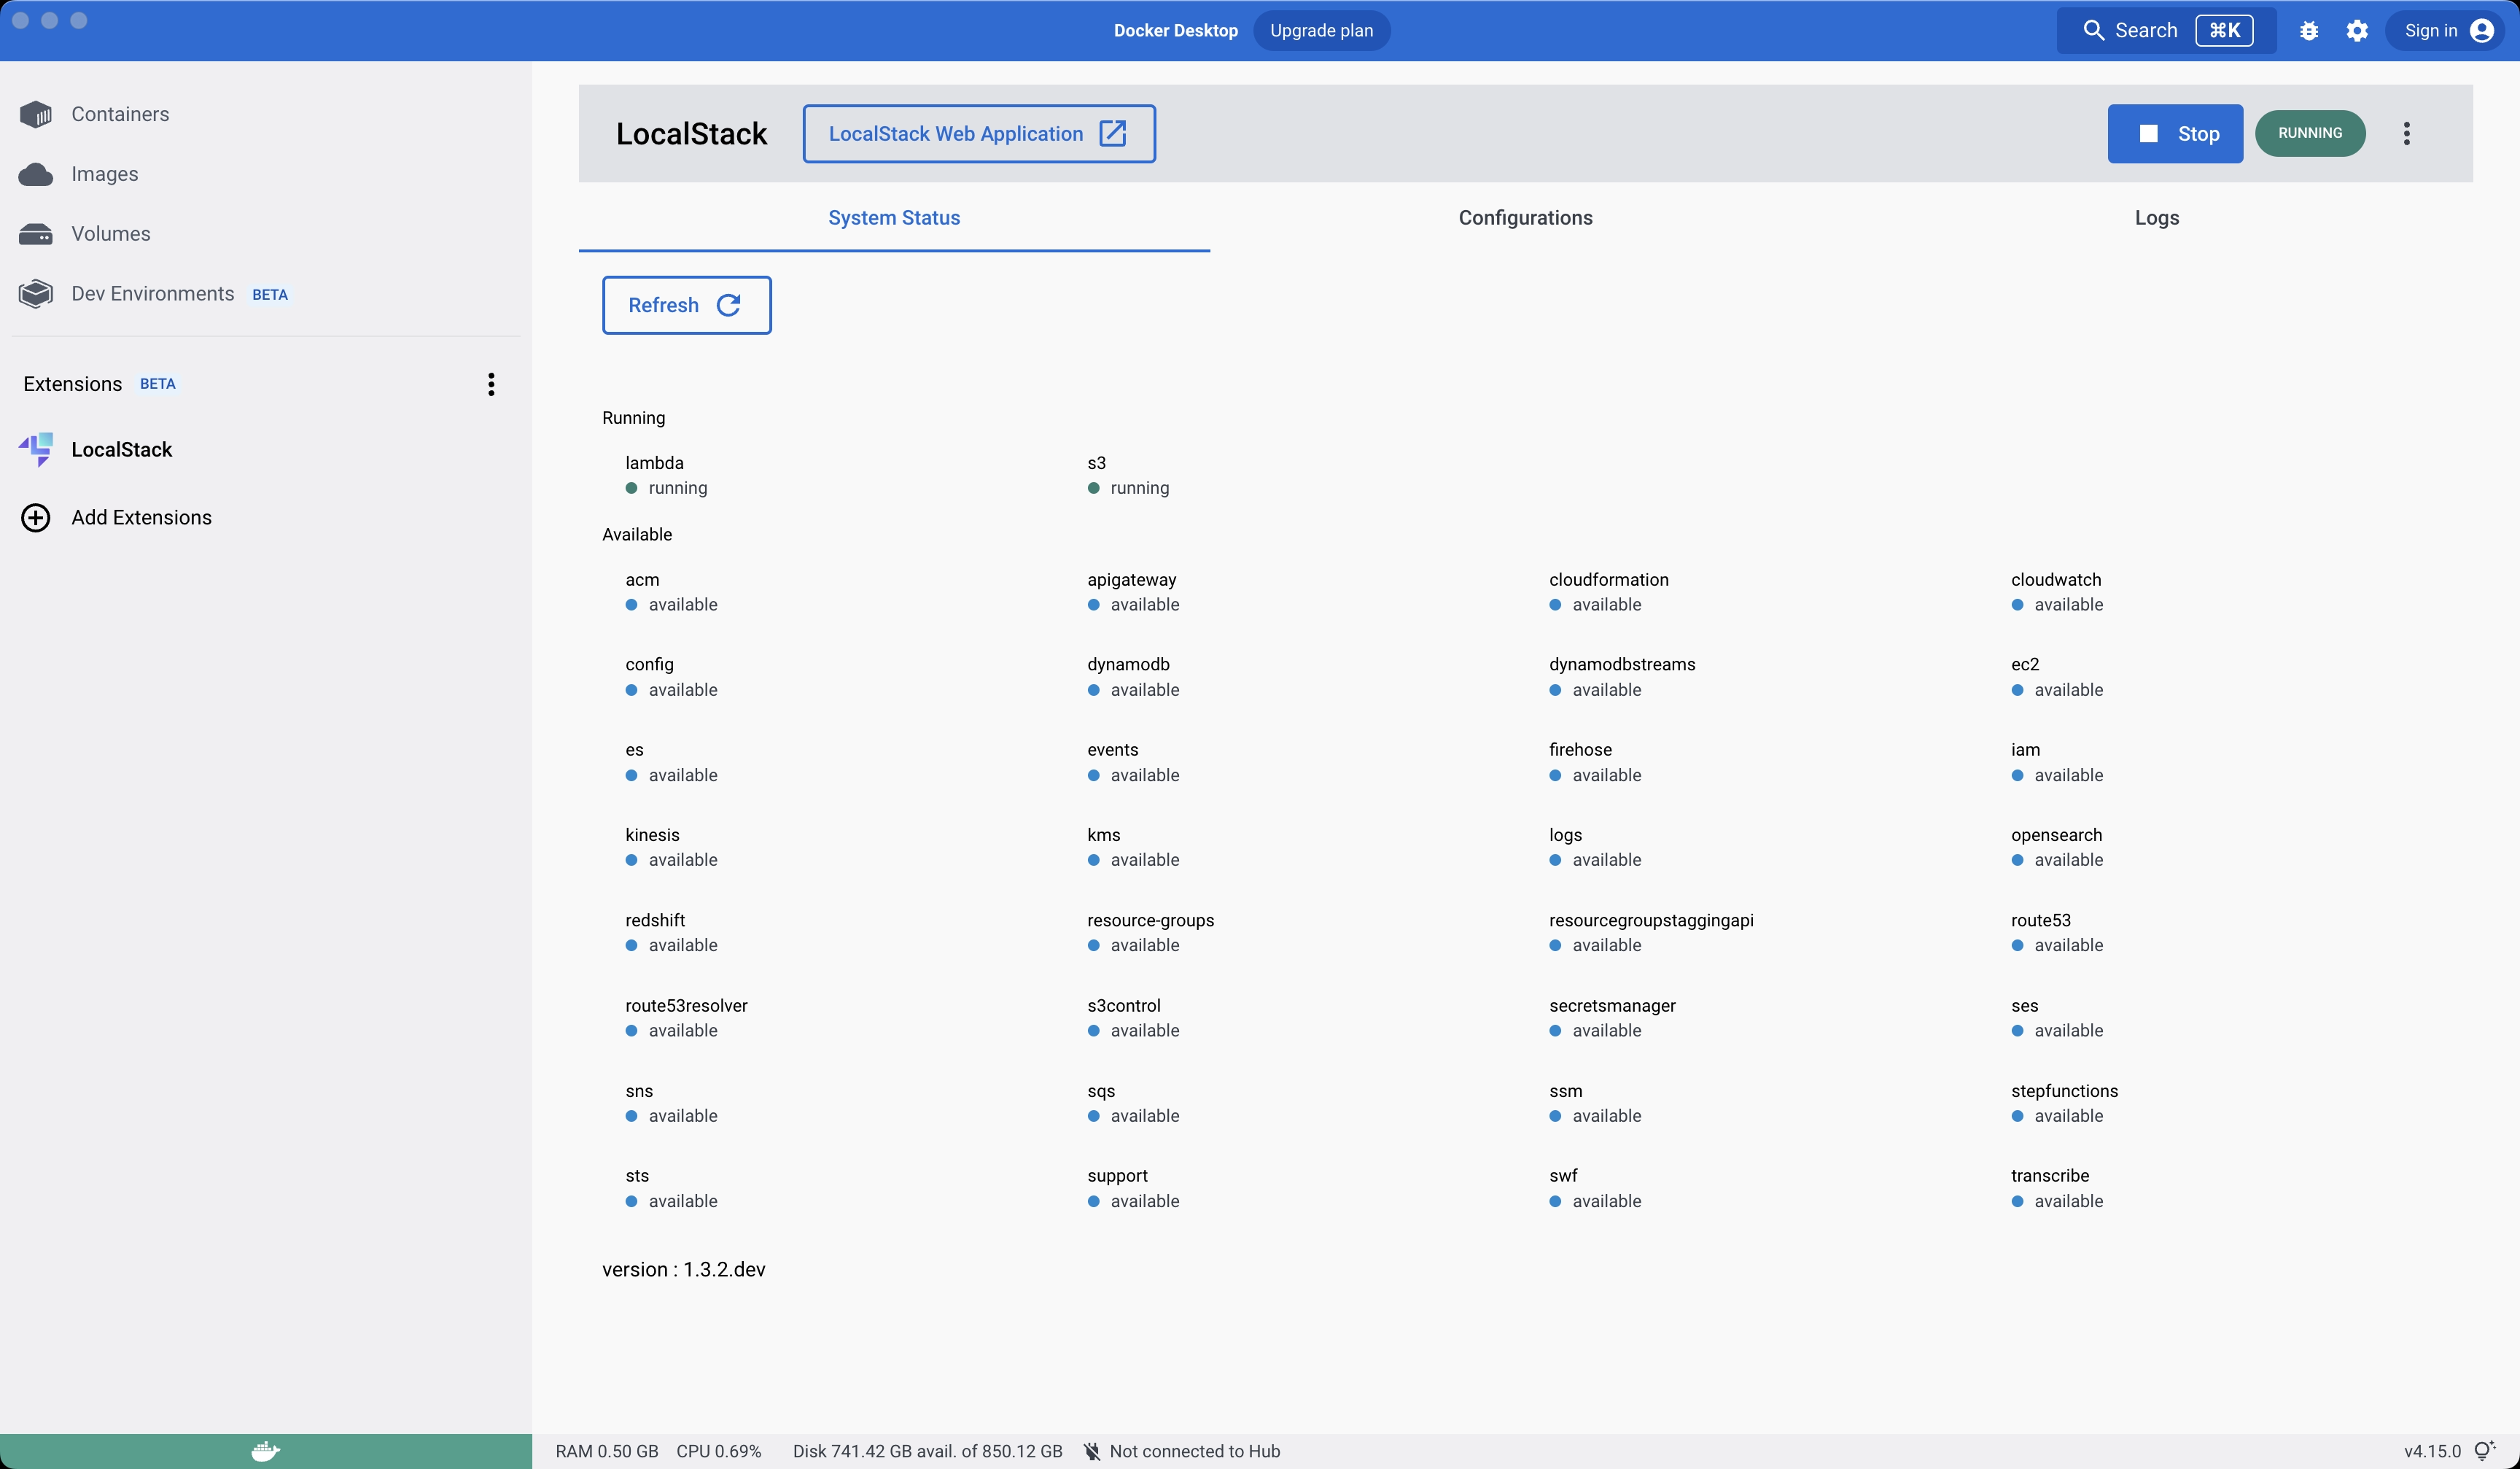 Docker Desktop Upgrade plan Search ⌘K Sign in
Containers
Images
Volumes
Dev Environments BETA
Extensions BETA
LocalStack
Add Extensions
LocalStack LocalStack Web Application Stop RUNNING
System Status Configurations Logs
Refresh
Running
lambda s3
running running
Available
acm apigateway cloudformation cloudwatch
available available available available
config dynamodb dynamodbstreams ec2
available available available available
es events firehose iam
available available available available
kinesis kms logs opensearch
available available available available
redshift resource-groups resourcegroupstaggingapi route53
available available available available
route53resolver s3control secretsmanager ses
available available available available
sns sqs ssm stepfunctions
available available available available
sts support swf transcribe
available available available available
version : 1.3.2.dev
RAM 0.50 GB CPU 0.69% Disk 741.42 GB avail. of 850.12 GB Not connected to Hub v4.15.0